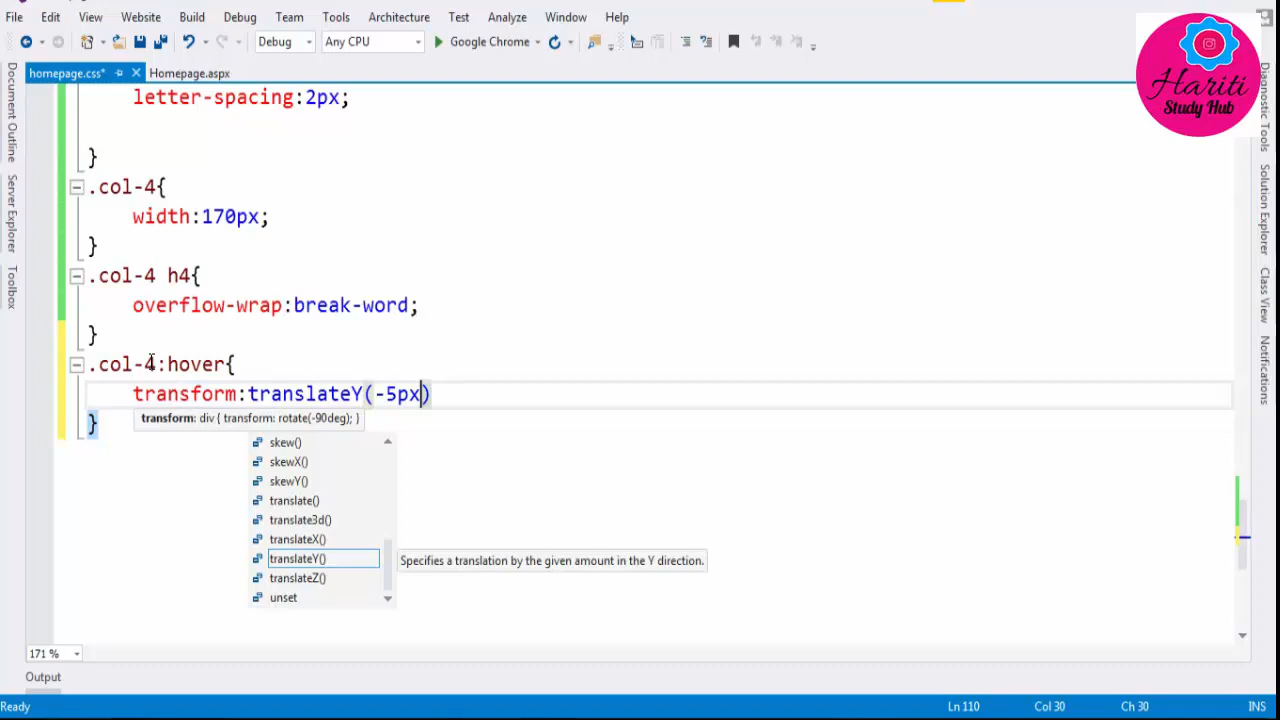 File Edit View Website Build Debug Team Tools Architecture Test Analyze Window Help
Debug Any CPU Google Chrome
Hariti
Study Hub
homepage.css* Homepage.aspx
Document Outline
Server Explorer
Toolbox
Diagnostic Tools
Solution Explorer
Class View
Notifications
letter-spacing:2px;
}
.col-4{
width:170px;
}
.col-4 h4{
overflow-wrap:break-word;
}
.col-4:hover{
transform:translateY(-5px)
}
transform: div { transform: rotate(-90deg); }
skew()
skewX()
skewY()
translate()
translate3d()
translateX()
translateY()
Specifies a translation by the given amount in the Y direction.
translateZ()
unset
171 %
Output
Ready Ln 110 Col 30 Ch 30 INS